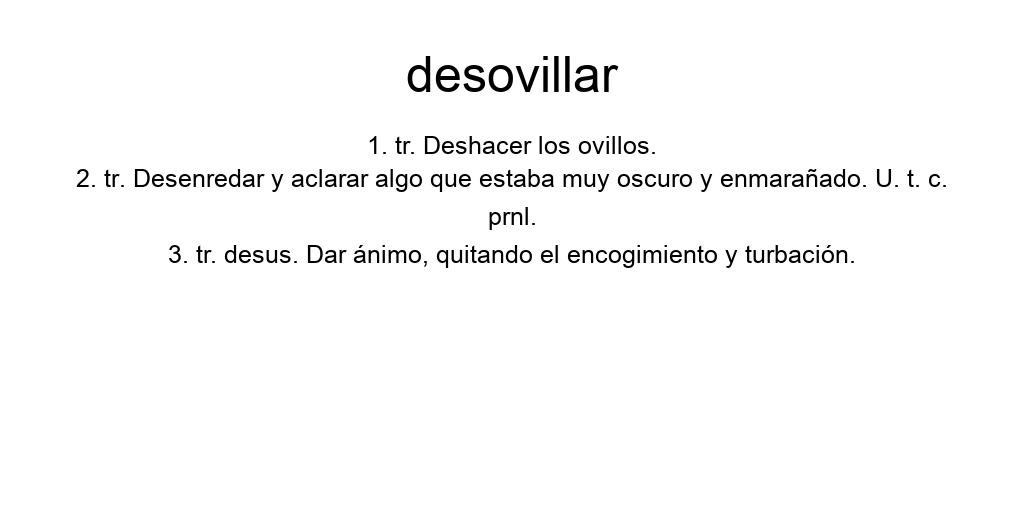 desovillar
1. tr. Deshacer los ovillos.
2. tr. Desenredar y aclarar algo que estaba muy oscuro y enmarañado. U. t. c.
prnl.
3. tr. desus. Dar ánimo, quitando el encogimiento y turbación.